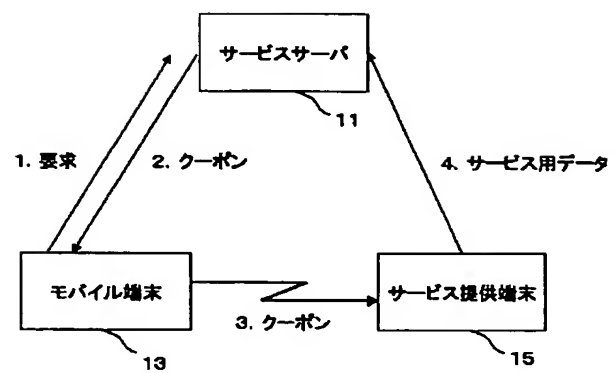 サービスサーバ
11
1. 要求
2. クーポン
4. サービス用データ
モバイル端末
サービス提供端末
3. クーポン
13
15